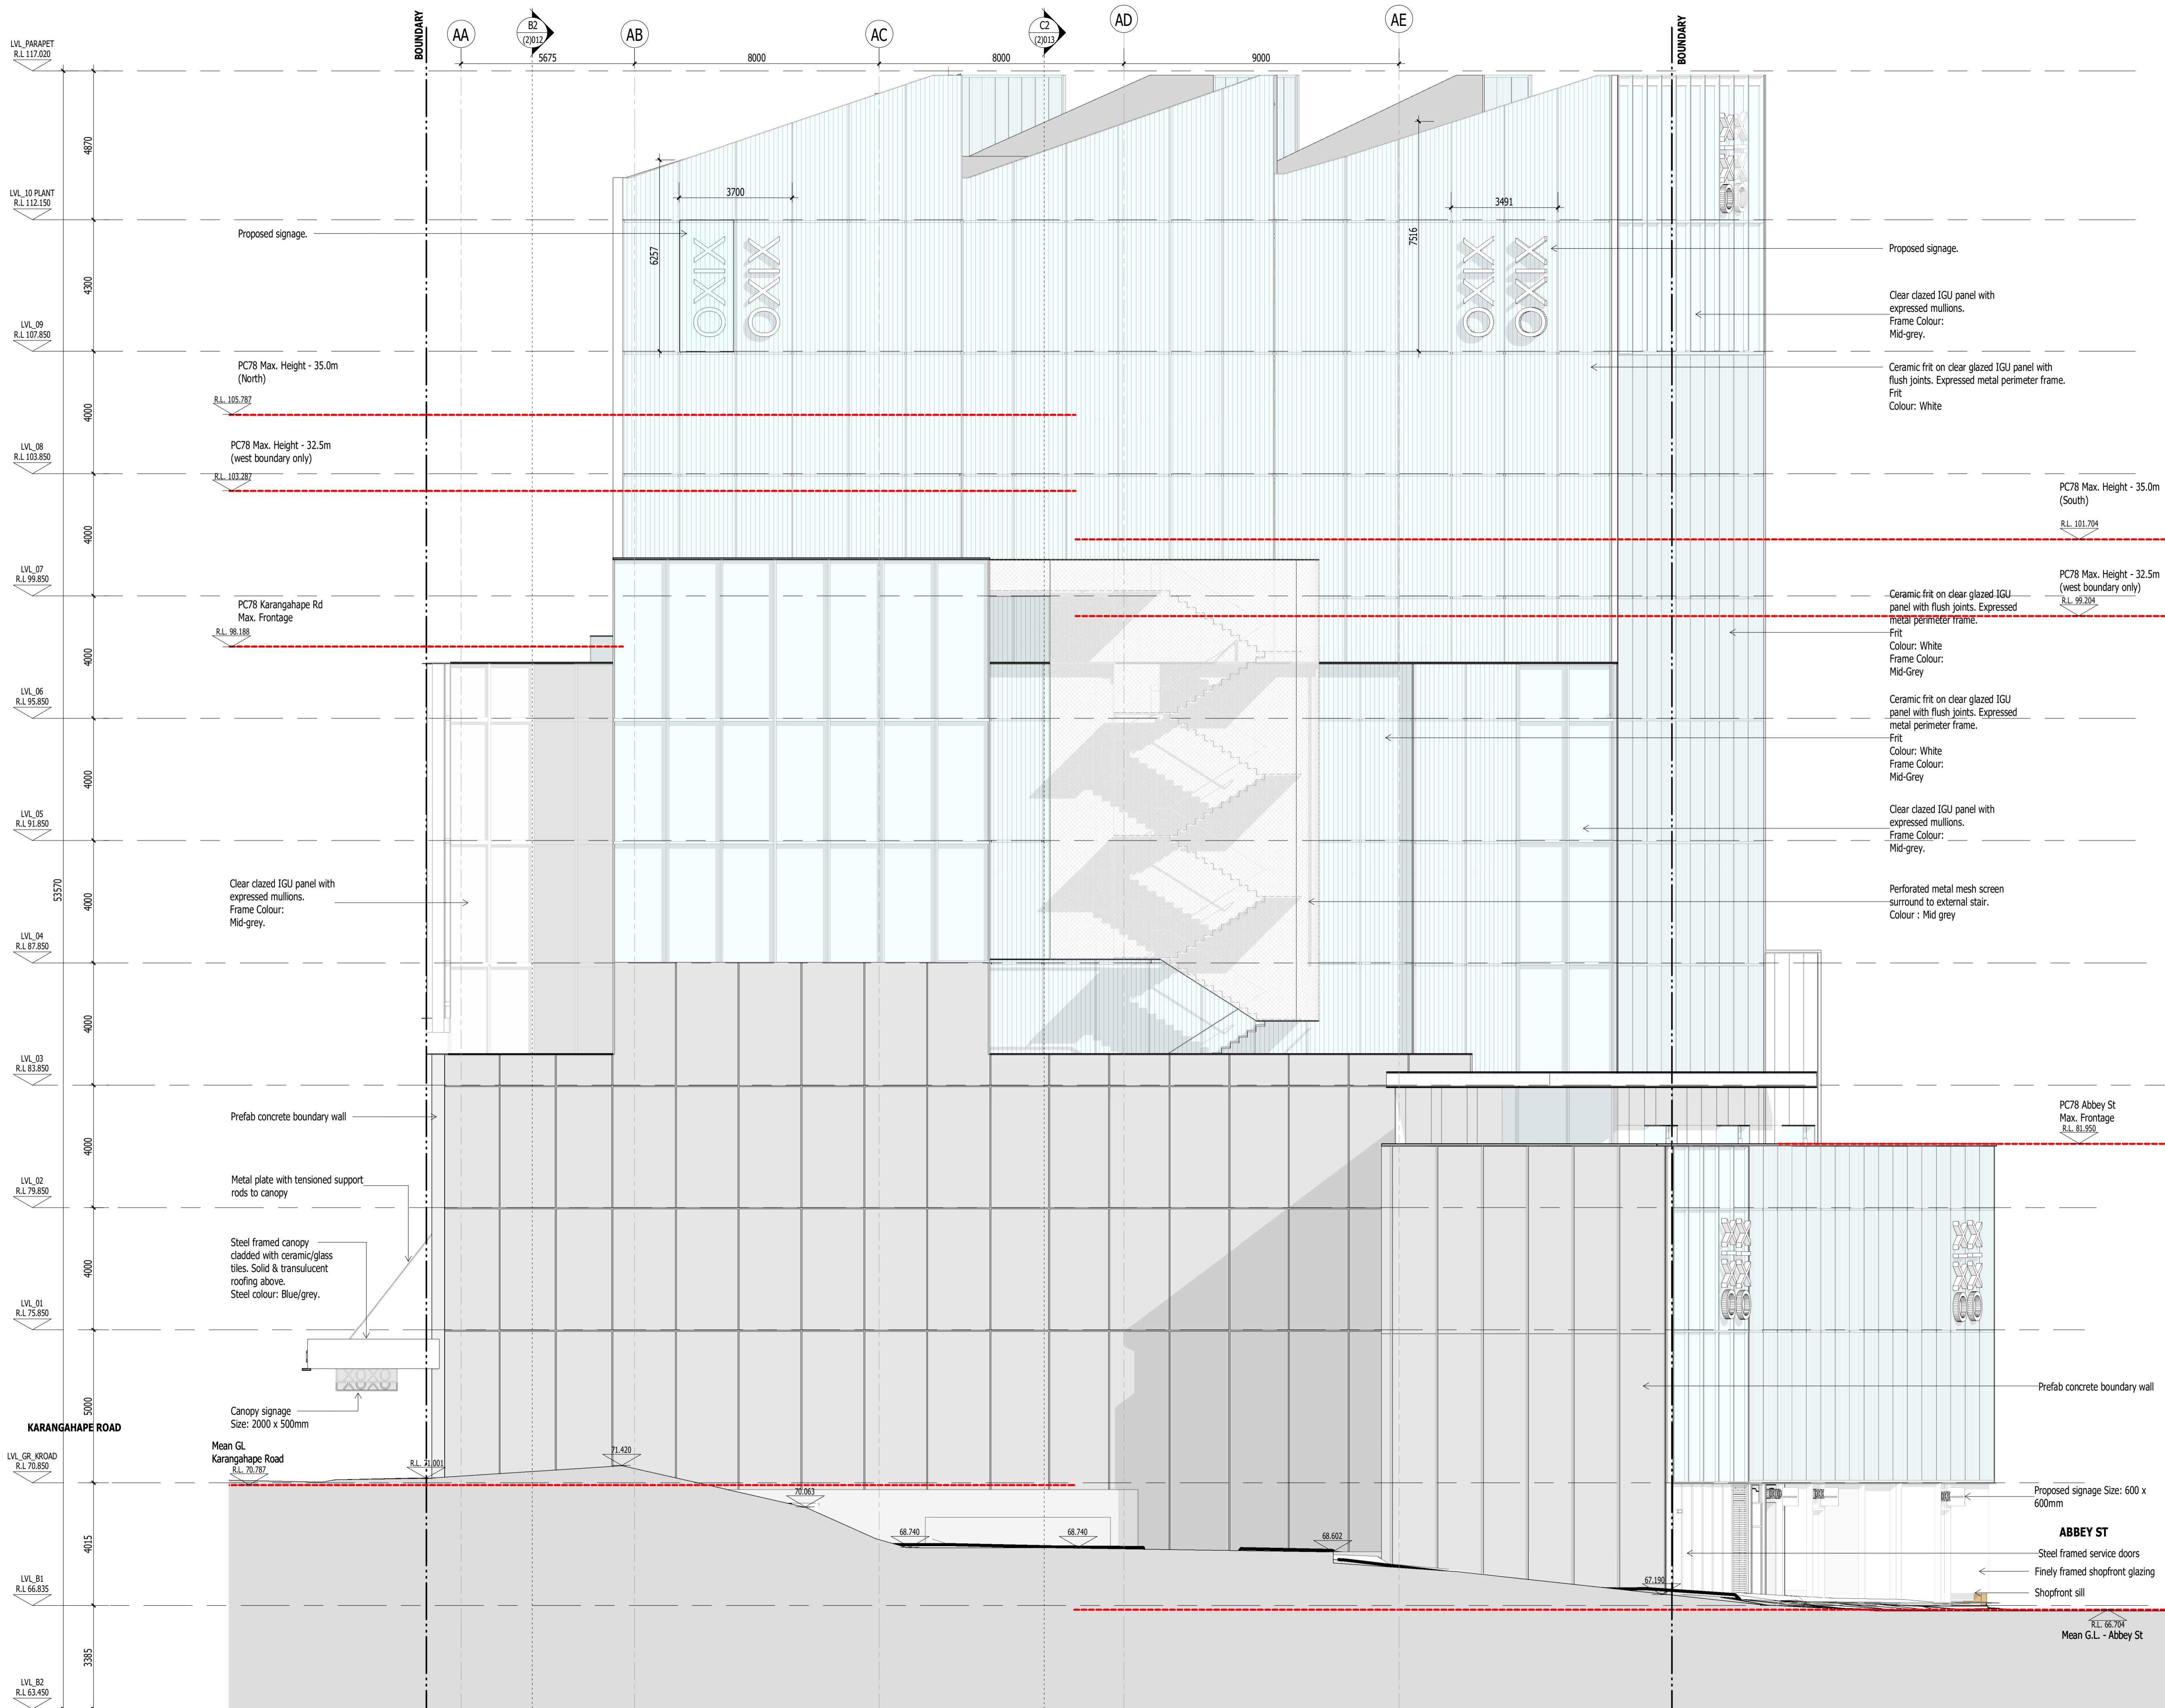 BOUNDARY
AA
B2
(2)012
AB
AC
C2
(2)013
AD
AE
BOUNDARY
5675
8000
8000
9000
LVL_PARAPET
R.L 117.020
4870
LVL_10 PLANT
R.L 112.150
4300
LVL_09
R.L 107.850
4000
LVL_08
R.L 103.850
4000
LVL_07
R.L 99.850
4000
LVL_06
R.L 95.850
4000
LVL_05
R.L 91.850
4000
53570
LVL_04
R.L 87.850
4000
LVL_03
R.L 83.850
4000
LVL_02
R.L 79.850
4000
LVL_01
R.L 75.850
5000
KARANGAHAPE ROAD
LVL_GR_KROAD
R.L 70.850
4015
LVL_B1
R.L 66.835
3385
LVL_B2
R.L 63.450
Proposed signage.
PC78 Max. Height - 35.0m
(North)
R.L. 105.787
PC78 Max. Height - 32.5m
(west boundary only)
R.L. 103.287
PC78 Karangahape Rd
Max. Frontage
R.L. 98.188
Clear clazed IGU panel with
expressed mullions.
Frame Colour:
Mid-grey.
Prefab concrete boundary wall
Metal plate with tensioned support
rods to canopy
Steel framed canopy
cladded with ceramic/glass
tiles. Solid & transulucent
roofing above.
Steel colour: Blue/grey.
Canopy signage
Size: 2000 x 500mm
Mean GL
Karangahape Road
R.L. 70.787
R.L. 71.001
71.420
70.063
68.740
68.740
68.602
67.190
3700
6257
OXIX
OXIX
3491
7516
OXIX
OXIX
OXIX
OXIX
OXIX
OXIX
OXIX
OXIX
Proposed signage.
Clear clazed IGU panel with
expressed mullions.
Frame Colour:
Mid-grey.
Ceramic frit on clear glazed IGU panel with
flush joints. Expressed metal perimeter frame.
Frit
Colour: White
PC78 Max. Height - 35.0m
(South)
R.L. 101.704
PC78 Max. Height - 32.5m
(west boundary only)
R.L. 99.204
Ceramic frit on clear glazed IGU
panel with flush joints. Expressed
metal perimeter frame.
Frit
Colour: White
Frame Colour:
Mid-Grey
Ceramic frit on clear glazed IGU
panel with flush joints. Expressed
metal perimeter frame.
Frit
Colour: White
Frame Colour:
Mid-Grey
Clear clazed IGU panel with
expressed mullions.
Frame Colour:
Mid-grey.
Perforated metal mesh screen
surround to external stair.
Colour : Mid grey
PC78 Abbey St
Max. Frontage
R.L. 81.950
Prefab concrete boundary wall
Proposed signage Size: 600 x
600mm
ABBEY ST
Steel framed service doors
Finely framed shopfront glazing
Shopfront sill
R.L. 66.704
Mean G.L. - Abbey St